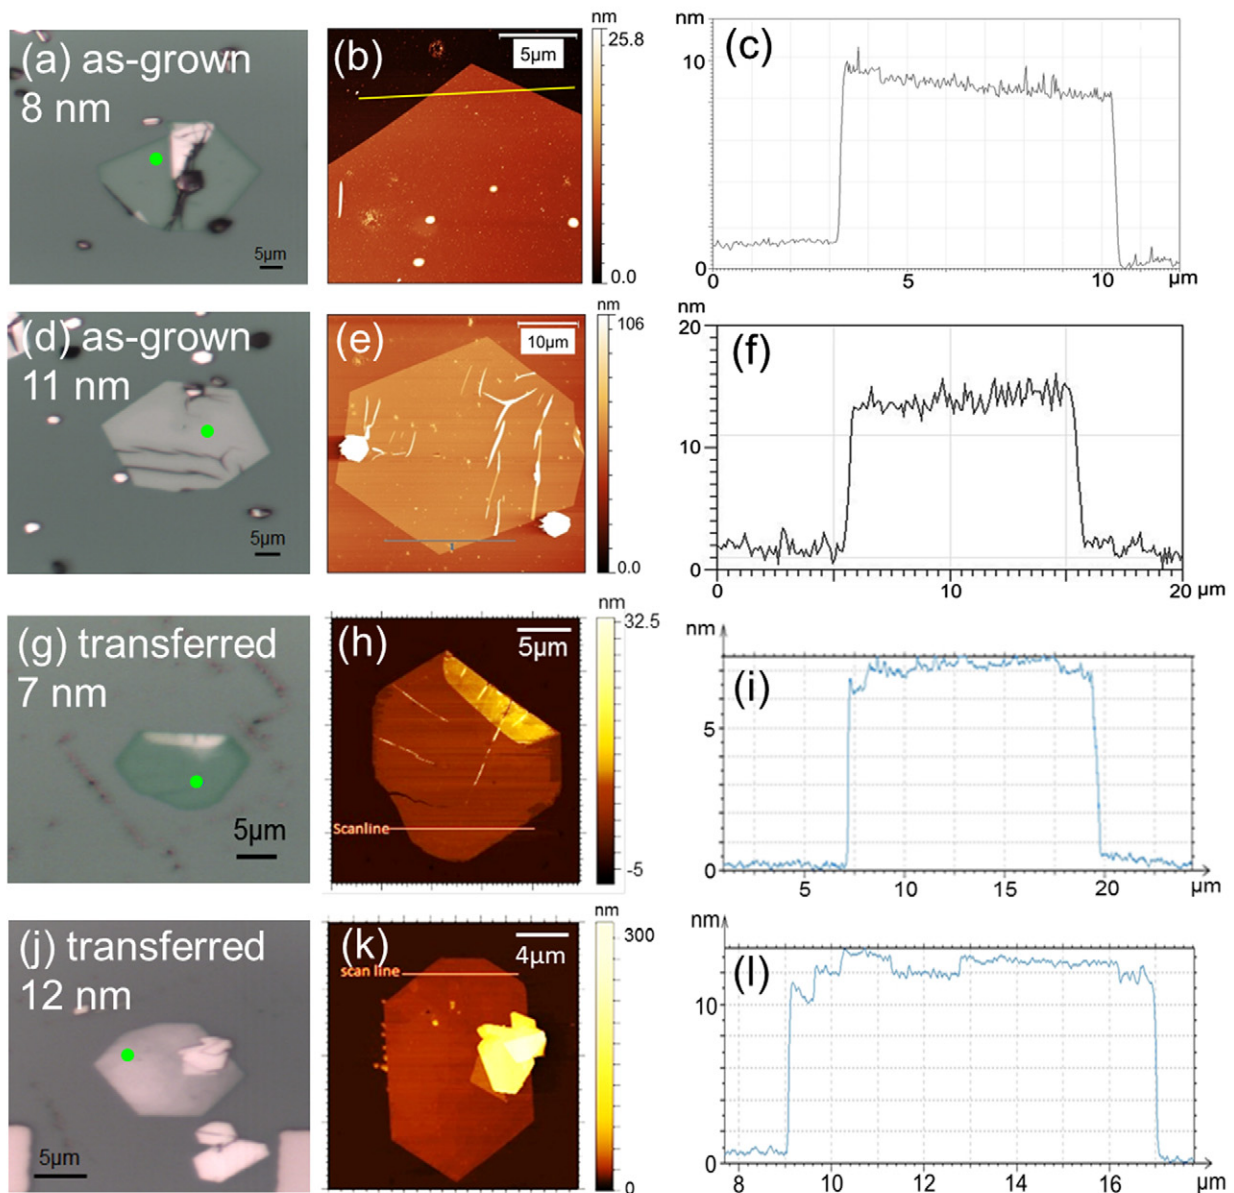 (a) as-grown
8 nm
5μm
(b)
5μm
nm
25.8
0.0
nm
10
0
5
10
μm
(c)
(d) as-grown
11 nm
5μm
(e)
10μm
nm
106
0.0
nm
20
10
0
0
10
20
μm
(f)
(g) transferred
7 nm
5μm
(h)
5μm
Scanline
nm
32.5
-5
nm
5
0
5
10
15
20
μm
(i)
(j) transferred
12 nm
5μm
(k)
4μm
scan line
nm
300
0
nm
10
0
8
10
12
14
16
μm
(l)